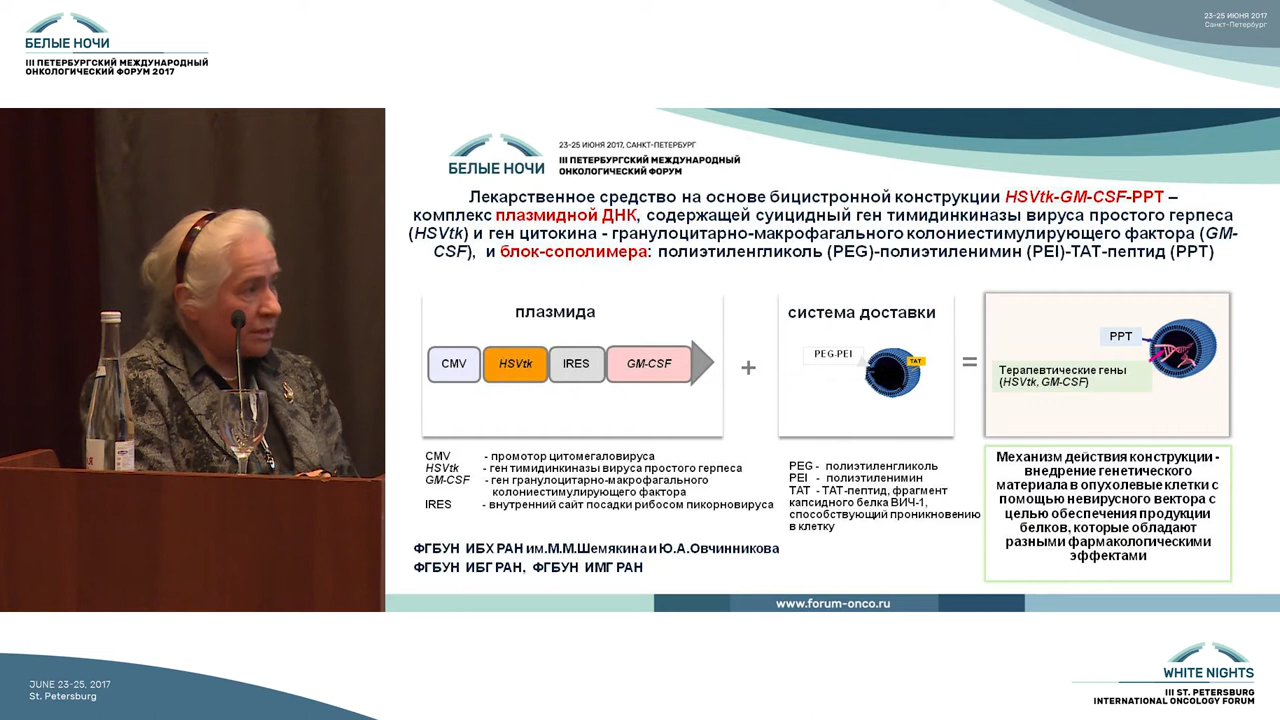 БЕЛЫЕ НОЧИ
III ПЕТЕРБУРГСКИЙ МЕЖДУНАРОДНЫЙ
ОНКОЛОГИЧЕСКИЙ ФОРУМ 2017
23-25 ИЮНЯ 2017
Санкт-Петербург
БЕЛЫЕ НОЧИ
23-25 ИЮНЯ 2017, САНКТ-ПЕТЕРБУРГ
III ПЕТЕРБУРГСКИЙ МЕЖДУНАРОДНЫЙ
ОНКОЛОГИЧЕСКИЙ ФОРУМ
Лекарственное средство на основе бицистронной конструкции HSVtk-GM-CSF-PPT –
комплекс плазмидной ДНК, содержащей суицидный ген тимидинкиназы вируса простого герпеса
(HSVtk) и ген цитокина - гранулоцитарно-макрофагального колониестимулирующего фактора (GM-
CSF), и блок-сополимера: полиэтиленгликоль (PEG)-полиэтиленимин (PEI)-TAT-пептид (PPT)
плазмида
CMV
HSVtk
IRES
GM-CSF
+
система доставки
PEG-PEI
TAT
=
PPT
Терапевтические гены
(HSVtk, GM-CSF)
CMV - промотор цитомегаловируса
HSVtk - ген тимидинкиназы вируса простого герпеса
GM-CSF - ген гранулоцитарно-макрофагального
колониестимулирующего фактора
IRES - внутренний сайт посадки рибосом пикорновируса
PEG - полиэтиленгликоль
PEI - полиэтиленимин
TAT - ТАТ-пептид, фрагмент
капсидного белка ВИЧ-1,
способствующий проникновению
в клетку
Механизм действия конструкции -
внедрение генетического
материала в опухолевые клетки с
помощью невирусного вектора с
целью обеспечения продукции
белков, которые обладают
разными фармакологическими
эффектами
ФГБУН ИБХ РАН им.М.М.Шемякина и Ю.А.Овчинникова
ФГБУН ИБГ РАН, ФГБУН ИМГ РАН
www.forum-onco.ru
JUNE 23-25, 2017
St. Petersburg
WHITE NIGHTS
III ST. PETERSBURG
INTERNATIONAL ONCOLOGY FORUM